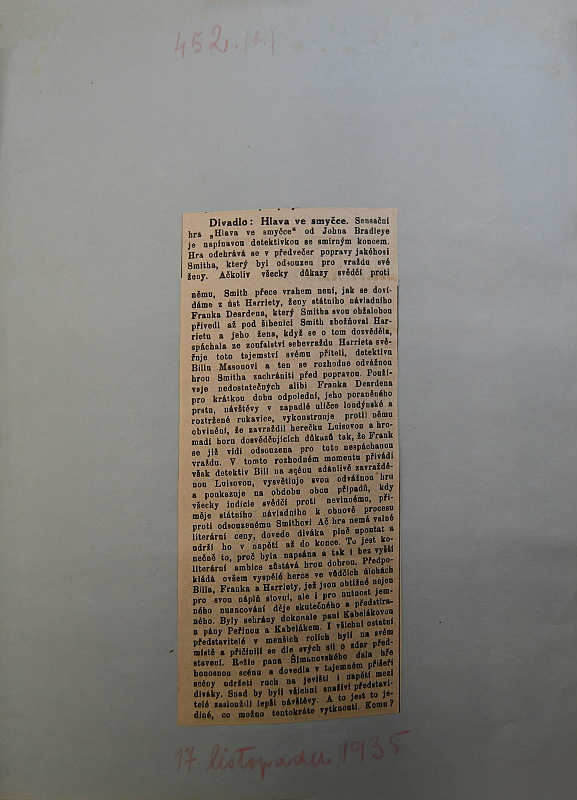 452. (+)
Divadlo: Hlava ve smyčce. Sensační
hra „Hlava ve smyčce" od Johna Bradleye
je napínavou detektivkou se smírným koncem.
Hra odehrává se v předvečer popravy jakéhosi
Smitha, který byl odsouzen pro vraždu své
ženy. Ačkoliv všecky důkazy svědčí proti
němu, Smith přece vrahem není, jak se doví-
dáme z úst Harriety, ženy státního návladního
Franka Deardena, který Smitha svou obžalobou
přivedl až pod šibenici Smith zbožňoval Har-
rietu a jeho žena, když se o tom dosvěděla,
spáchala ze zoufalství sebevraždu Harrieta svě-
řuje toto tajemství svému příteli, detektivu
Billu Masonovi a ten se rozhodne odvážnou
hrou Smitha zachrániti před popravou. Použí-
vaje nedostatečných alibi Franka Deardena
pro krátkou dobu odpolední, jeho poraněného
prstu, návštěvy v zapadlé uličce londýnské a
roztržené rukavice, vykonstruuje proti němu
obvinění, že zavraždil herečku Luisovou a hro-
madí horu dosvědčujících důkazů tak, že Frank
se již vidí odsouzena pro tuto nespáchanou
vraždu. V tomto rozhodném momentu přivádí
však detektiv Bill na scénu zdánlivě zavraždě-
nou Luisovou, vysvětluje svou odvážnou hru
a poukazuje na obdobu obou případů, kdy
všecky indicie svědčí proti nevinnému, při-
měje státního návladního k obnově procesu
proti odsouzenému Smithovi Ač hra nemá valné
literární ceny, dovede diváka plně upoutat a
udrží ho v napětí až do konce. To jest ko-
nečně to, proč byla napsána a tak i bez vyšší
literární ambice zůstává hrou dobrou. Předpo-
kládá ovšem vyspělé herce ve vůdčích úlohách
Billa, Franka a Harriety, jež jsou obtížné nejen
pro svou náplň slovní, ale i pro nutnost jem-
ného nuancování děje skutečného a předstíra-
ného. Byly sehrány dokonale paní Kabelákovou
a pány Peřinou a Kabelákem. I všichni ostatní
představitelé v menších rolích byli na svém
místě a přičinili se dle svých sil o zdar před-
stavení. Režie pana Šimanovského dala hře
honosnou scénu a dovedla v tajemném příšeří
scény udržeti ruch na jevišti i napětí mezi
diváky. Snad by byli všichni snaživí představi-
telé zasloužili lepší návštěvy. A to jest to je-
diné, co možno tentokráte vytknouti. Komu?
17 listopadu 1935